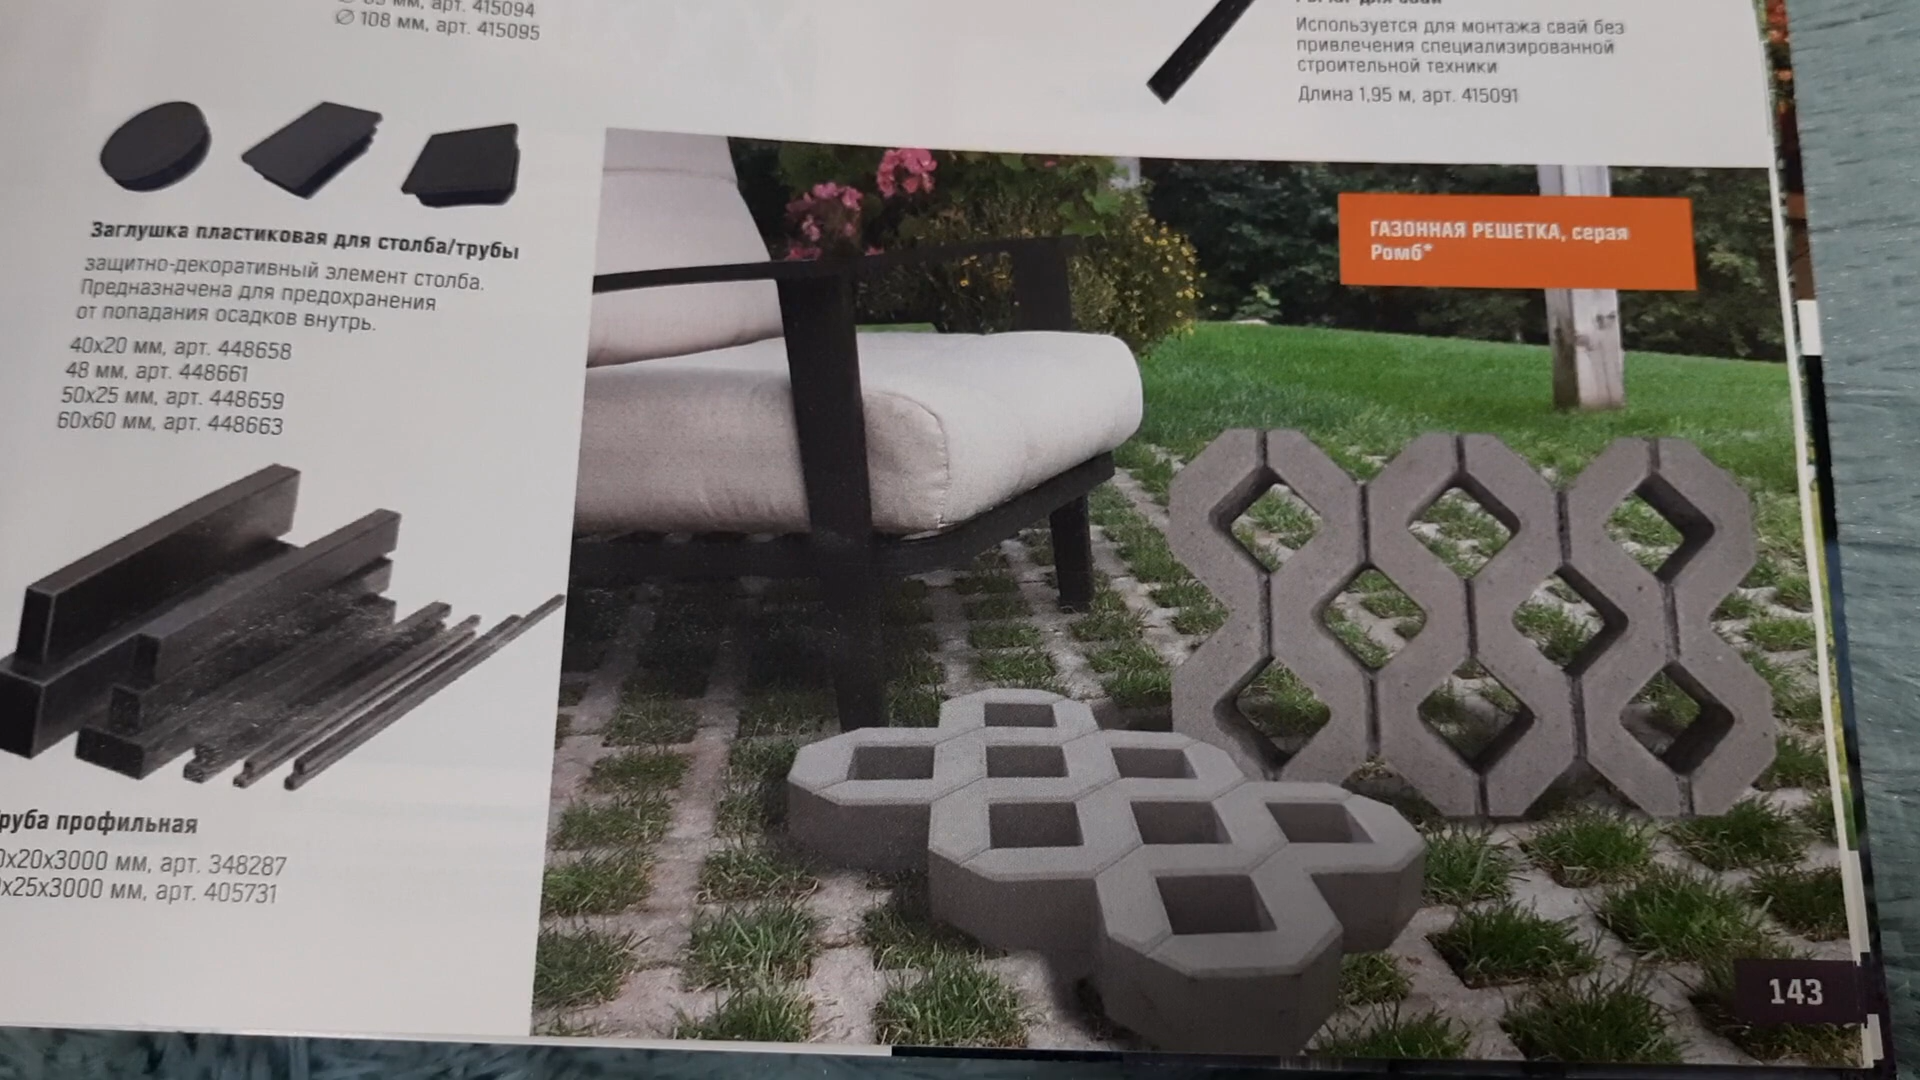 мм, арт. 415094
Ø 108 мм, арт. 415095
Используется для монтажа свай без
привлечения специализированной
строительной техники
Длина 1,95 м, арт. 415091
Заглушка пластиковая для столба/трубы
защитно-декоративный элемент столба.
Предназначена для предохранения
от попадания осадков внутрь.
40х20 мм, арт. 448658
48 мм, арт. 448661
50х25 мм, арт. 448659
60х60 мм, арт. 448663
ГАЗОННАЯ РЕШЕТКА, серая
Ромб*
руба профильная
0х20х3000 мм, арт. 348287
х25х3000 мм, арт. 405731
143